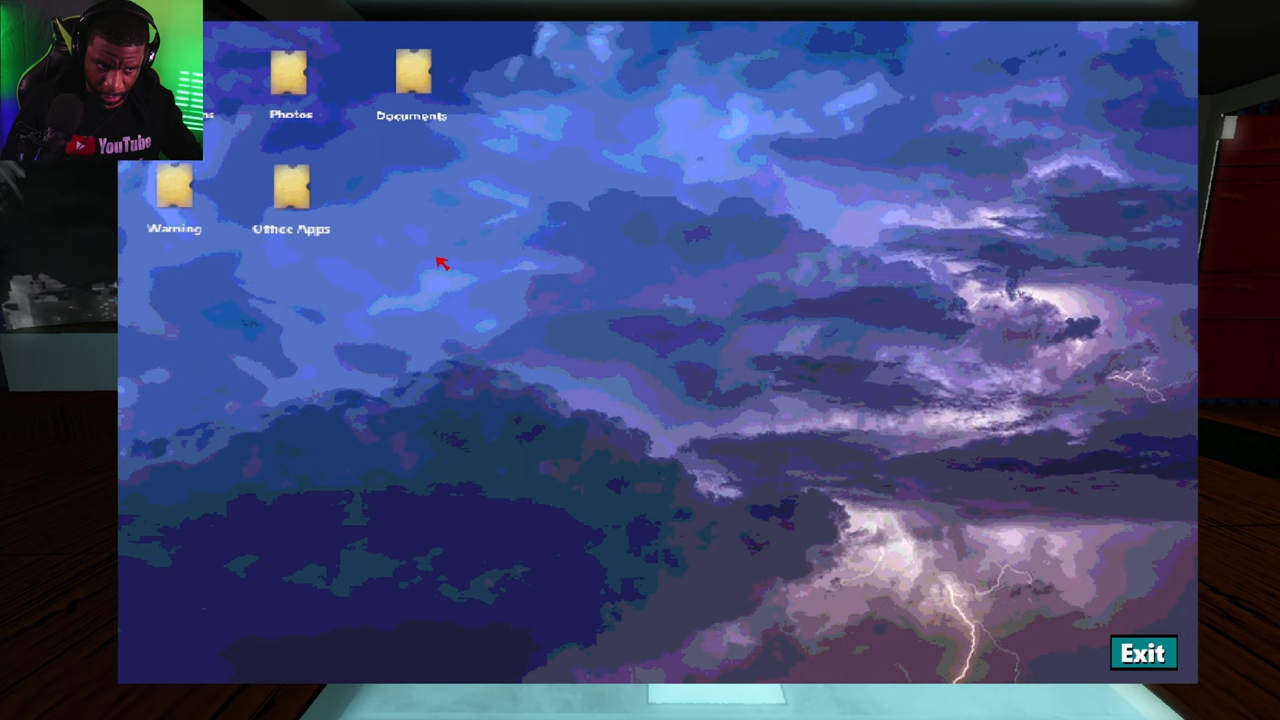 YouTube
Photos
Documents
Warning
Office Apps
Exit